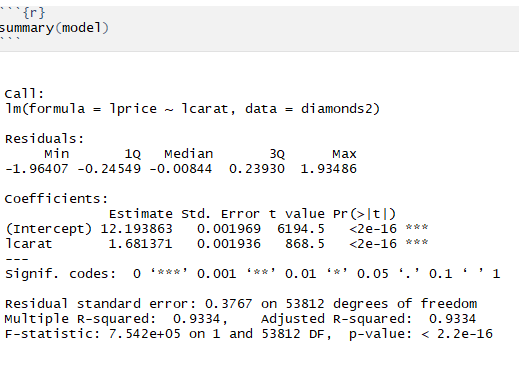 ```{r}
summary(model)
```
Call:
lm(formula = lprice ~ lcarat, data = diamonds2)
Residuals:
Min 1Q Median 3Q Max
-1.96407 -0.24549 -0.00844 0.23930 1.93486
Coefficients:
Estimate Std. Error t value Pr(>|t|)
(Intercept) 12.193863 0.001969 6194.5 <2e-16 ***
lcarat 1.681371 0.001936 868.5 <2e-16 ***
---
Signif. codes: 0 ‘***’ 0.001 ‘**’ 0.01 ‘*’ 0.05 ‘.’ 0.1 ‘ ’ 1
Residual standard error: 0.3767 on 53812 degrees of freedom
Multiple R-squared: 0.9334, Adjusted R-squared: 0.9334
F-statistic: 7.542e+05 on 1 and 53812 DF, p-value: < 2.2e-16